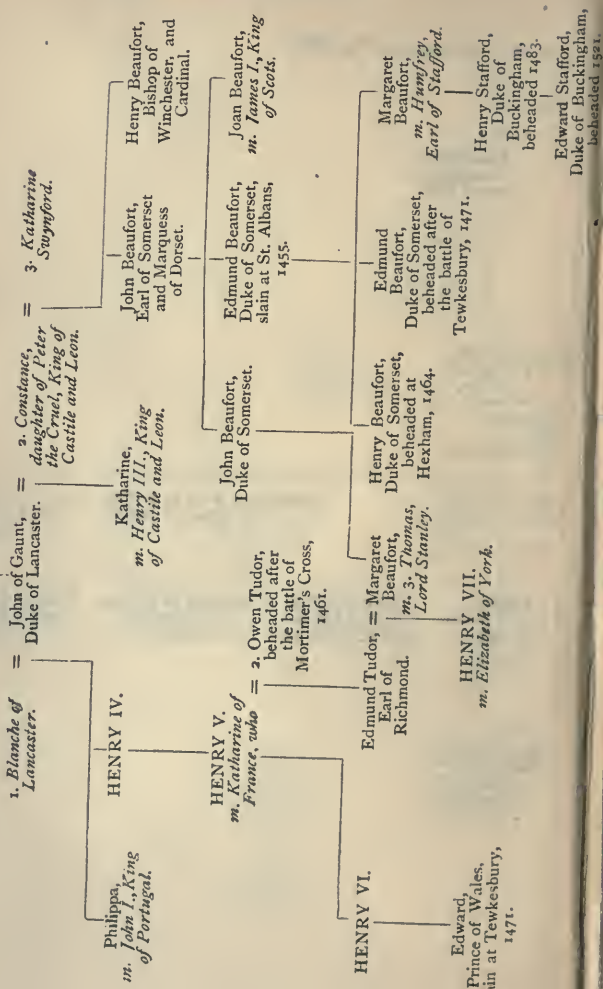 1. Blanche of
Lancaster.
=
John of Gaunt,
Duke of Lancaster.
=
2. Constance,
daughter of Peter
the Cruel, King of
Castile and Leon.
=
3. Katharine
Swynford.
Philippa,
m. John I., King
of Portugal.
HENRY IV.
Katharine,
m. Henry III., King
of Castile and Leon.
John Beaufort,
Earl of Somerset
and Marquess
of Dorset.
Henry Beaufort,
Bishop of
Winchester, and
Cardinal.
HENRY V.
m. Katharine of
France, who
=
2. Owen Tudor,
beheaded after
the battle of
Mortimer's Cross,
1461.
John Beaufort,
Duke of Somerset.
Edmund Beaufort,
Duke of Somerset,
slain at St. Albans,
1455.
Joan Beaufort,
m. James I., King
of Scots.
HENRY VI.
Edmund Tudor,
Earl of
Richmond.
=
Margaret
Beaufort,
m. 3. Thomas,
Lord Stanley.
Henry Beaufort,
Duke of Somerset,
beheaded at
Hexham, 1464.
Edmund
Beaufort,
Duke of Somerset,
beheaded after
the battle of
Tewkesbury, 1471.
Margaret
Beaufort,
m. Humfrey,
Earl of Stafford.
Edward,
Prince of Wales,
in at Tewkesbury,
1471.
HENRY VII.
m. Elizabeth of York.
Henry Stafford,
Duke of
Buckingham,
beheaded 1483.
Edward Stafford,
Duke of Buckingham,
beheaded 1521.